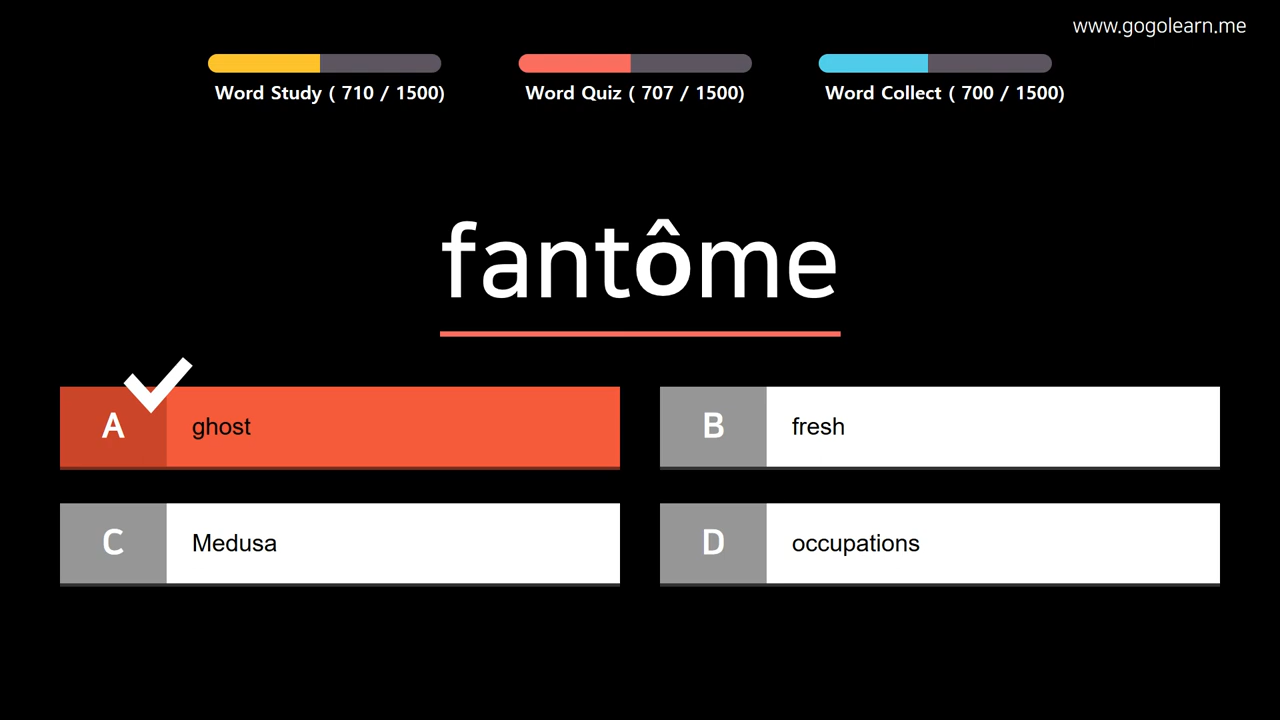 www.gogolearn.me
Word Study ( 710 / 1500)
Word Quiz ( 707 / 1500)
Word Collect ( 700 / 1500)
fantôme
A ghost
B fresh
C Medusa
D occupations